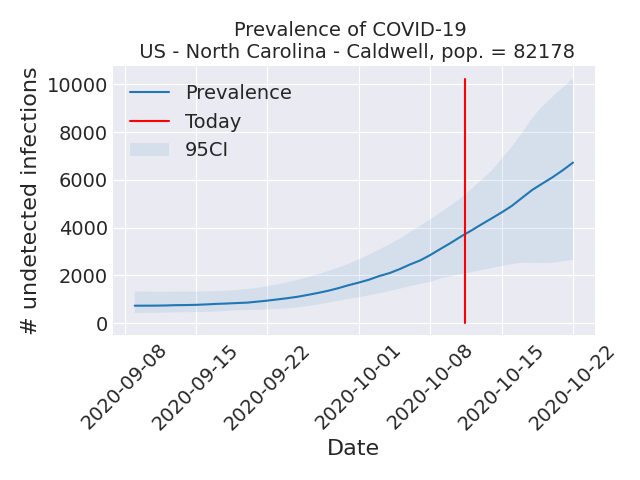 Prevalence of COVID-19
US - North Carolina - Caldwell, pop. = 82178
# undetected infections
10000
8000
6000
4000
2000
0
Prevalence
Today
95CI
2020-09-08
2020-09-15
2020-09-22
2020-10-01
2020-10-08
2020-10-15
2020-10-22
Date